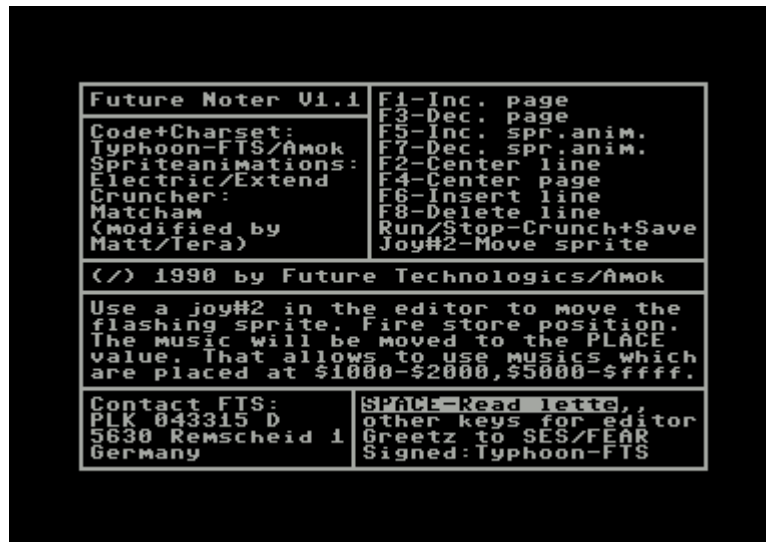 Future Noter V1.1
Code+Charset:
Typhoon-FTS/Amok
Spriteanimations:
Electric/Extend
Cruncher:
Matcham
(modified by
Matt/Tera)
F1-Inc. page
F3-Dec. page
F5-Inc. spr.anim.
F7-Dec. spr.anim.
F2-Center line
F4-Center page
F6-Insert line
F8-Delete line
Run/Stop-Crunch+Save
Joy#2-Move sprite
(/) 1990 by Future Technologics/Amok
Use a joy#2 in the editor to move the
flashing sprite. Fire store position.
The music will be moved to the PLACE
value. That allows to use musics which
are placed at $1000-$2000,$5000-$ffff.
Contact FTS:
PLK 043315 D
5630 Remscheid 1
Germany
SPACE-Read lette,,
other keys for editor
Greetz to SES/FEAR
Signed:Typhoon-FTS